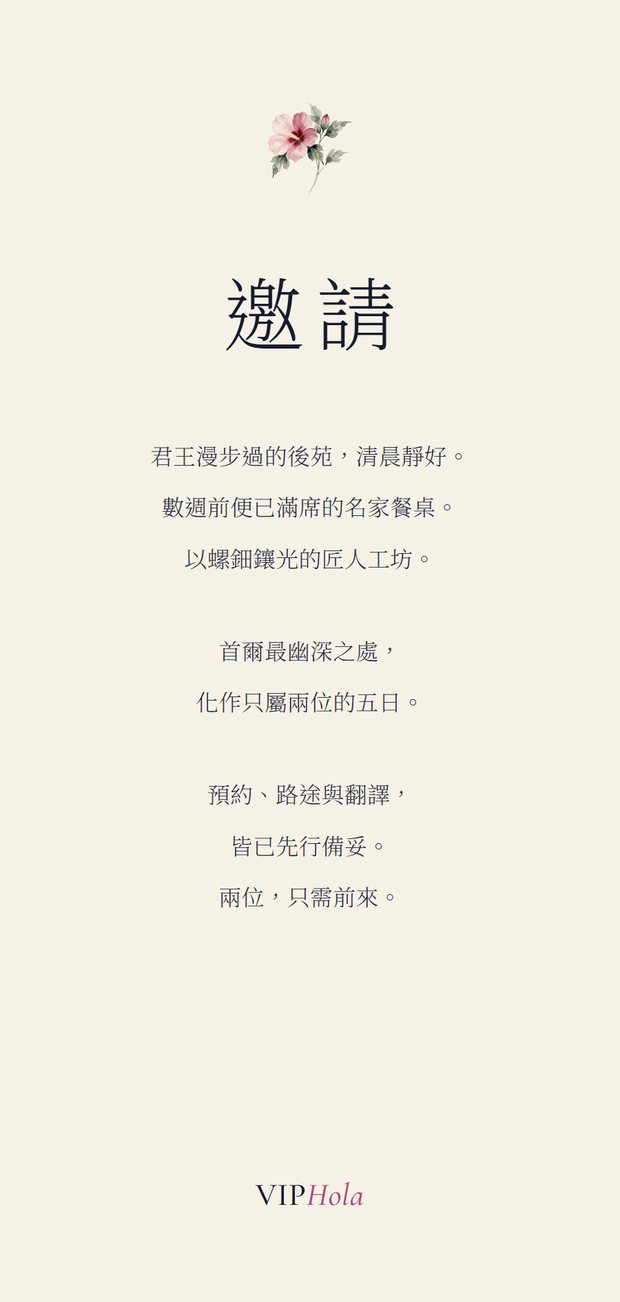 邀請
君王漫步過的後苑，清晨靜好。
數週前便已滿席的名家餐桌。
以螺鈿鑲光的匠人工坊。
首爾最幽深之處，
化作只屬兩位的五日。
預約、路途與翻譯，
皆已先行備妥。
兩位，只需前來。
VIPHola